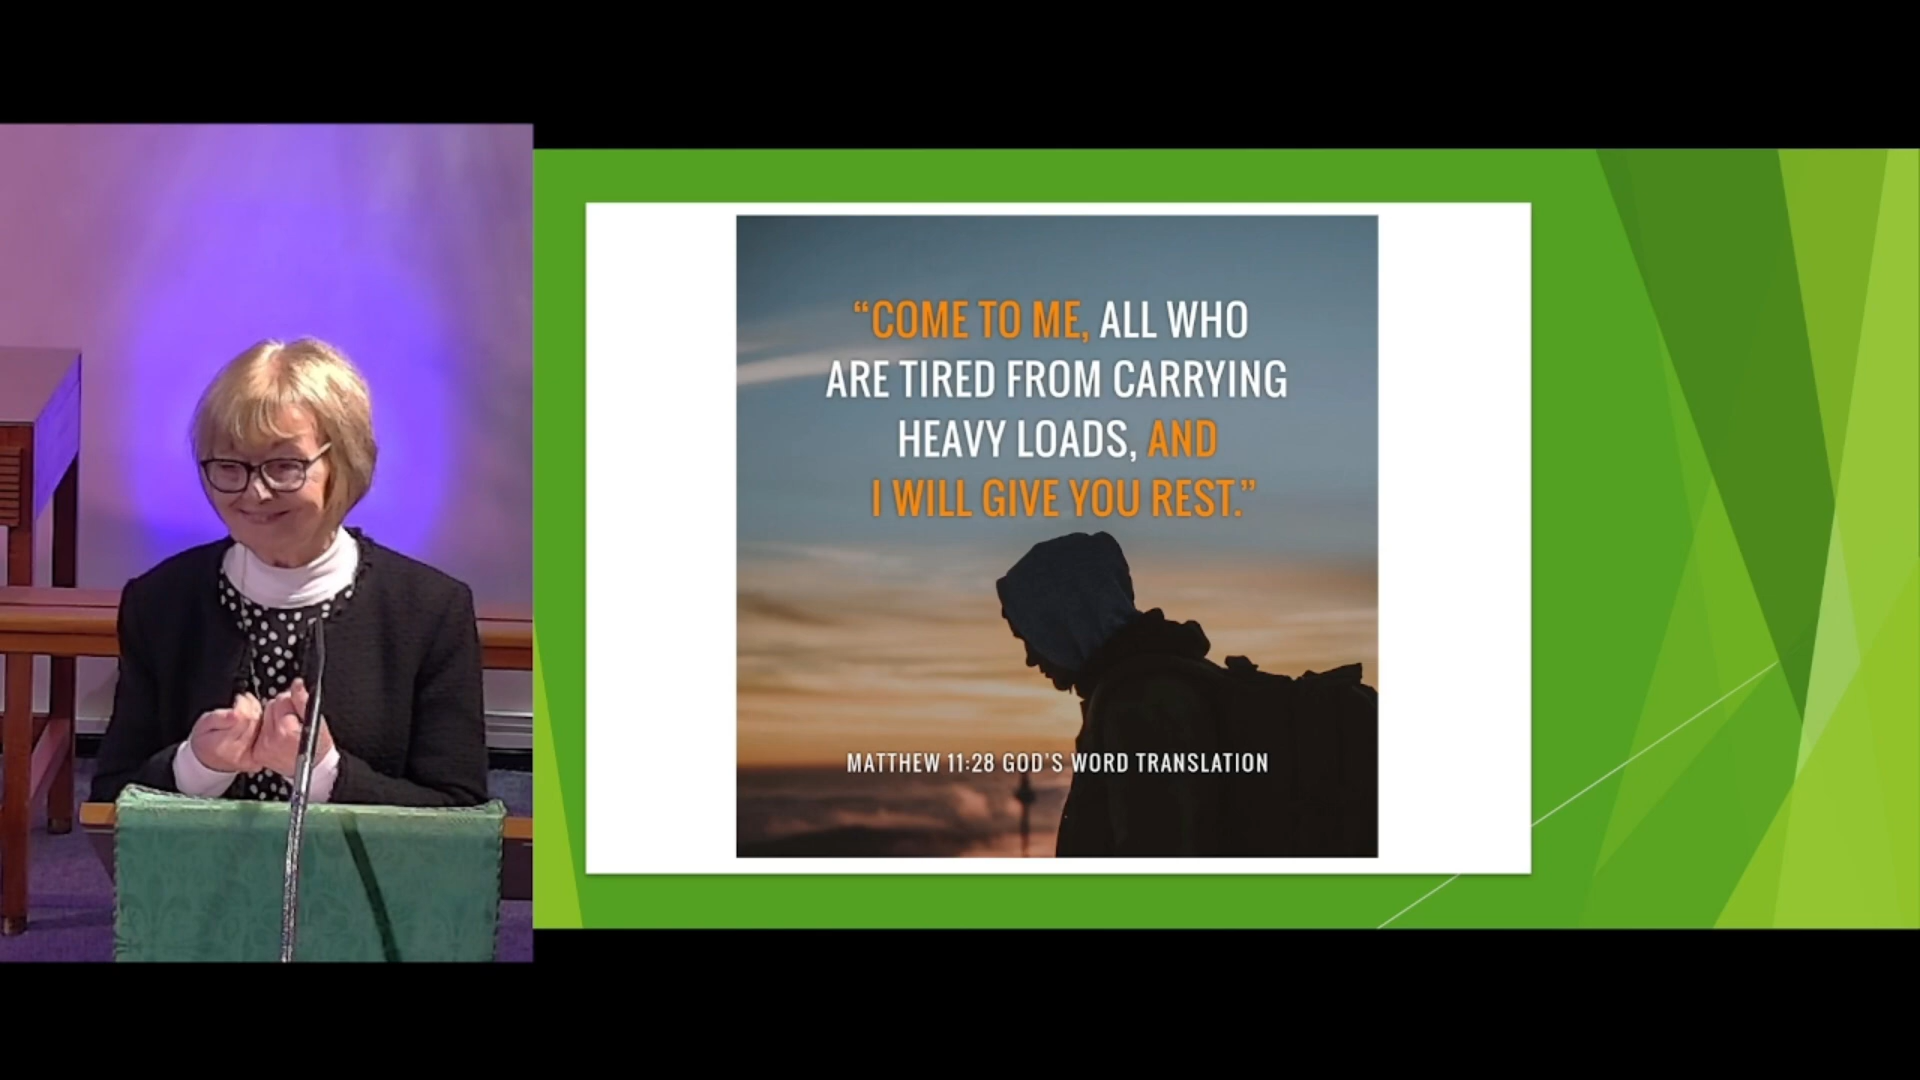 “COME TO ME, ALL WHO
ARE TIRED FROM CARRYING
HEAVY LOADS, AND
I WILL GIVE YOU REST.”
MATTHEW 11:28 GOD’S WORD TRANSLATION